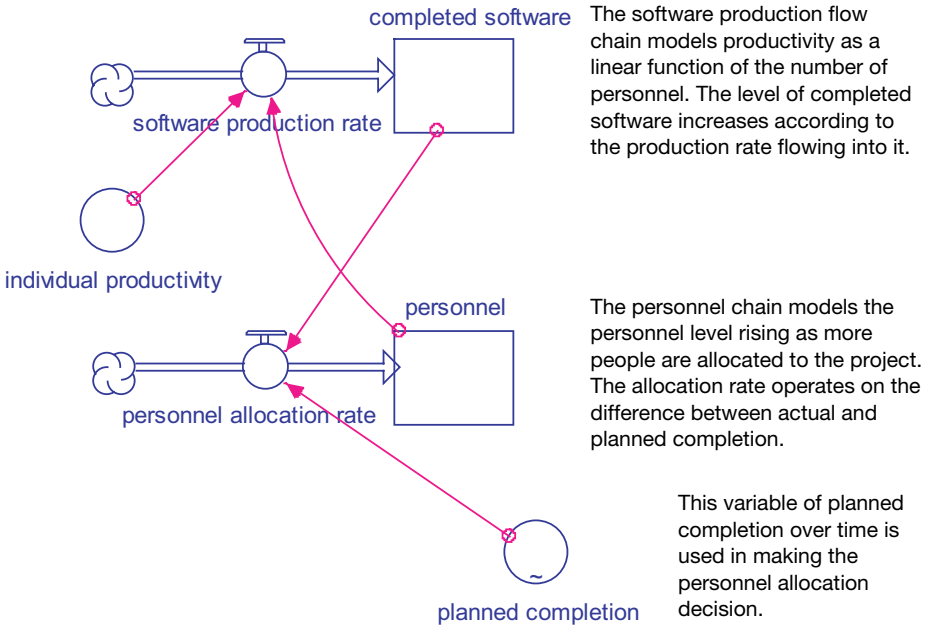 completed software
The software production flow
chain models productivity as a
linear function of the number of
personnel. The level of completed
software increases according to
the production rate flowing into it.
software production rate
individual productivity
personnel
The personnel chain models the
personnel level rising as more
people are allocated to the project.
The allocation rate operates on the
difference between actual and
planned completion.
personnel allocation rate
This variable of planned
completion over time is
used in making the
personnel allocation
decision.
~
planned completion